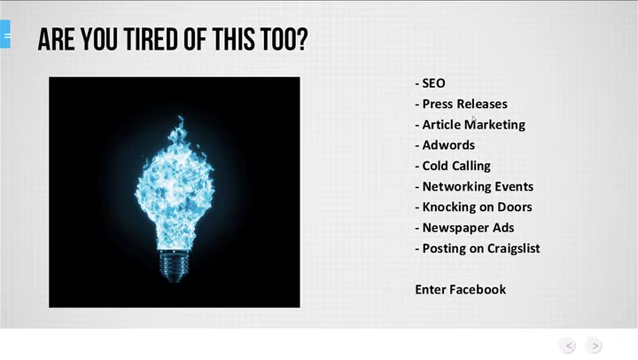 ARE YOU TIRED OF THIS TOO?
- SEO
- Press Releases
- Article Marketing
- Adwords
- Cold Calling
- Networking Events
- Knocking on Doors
- Newspaper Ads
- Posting on Craigslist
Enter Facebook